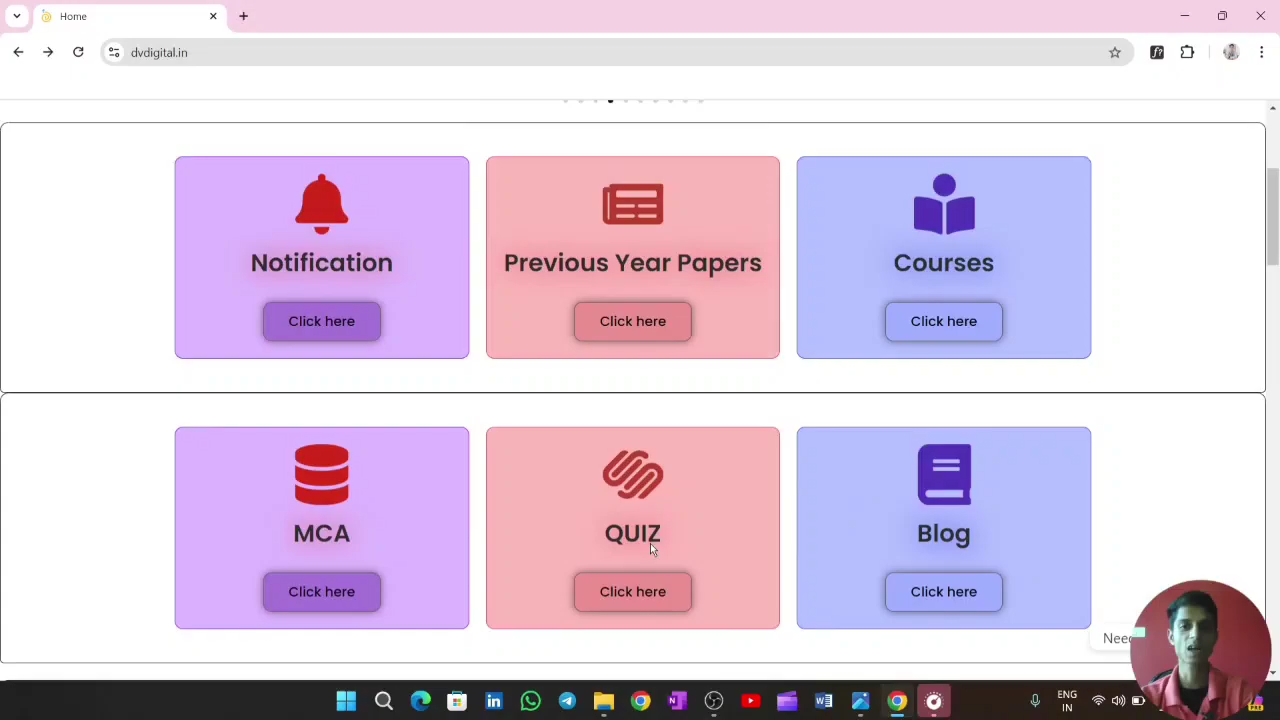 Home
dvdigital.in
Notification
Previous Year Papers
Courses
Click here
Click here
Click here
MCA
QUIZ
Blog
Click here
Click here
Click here
ENG
IN